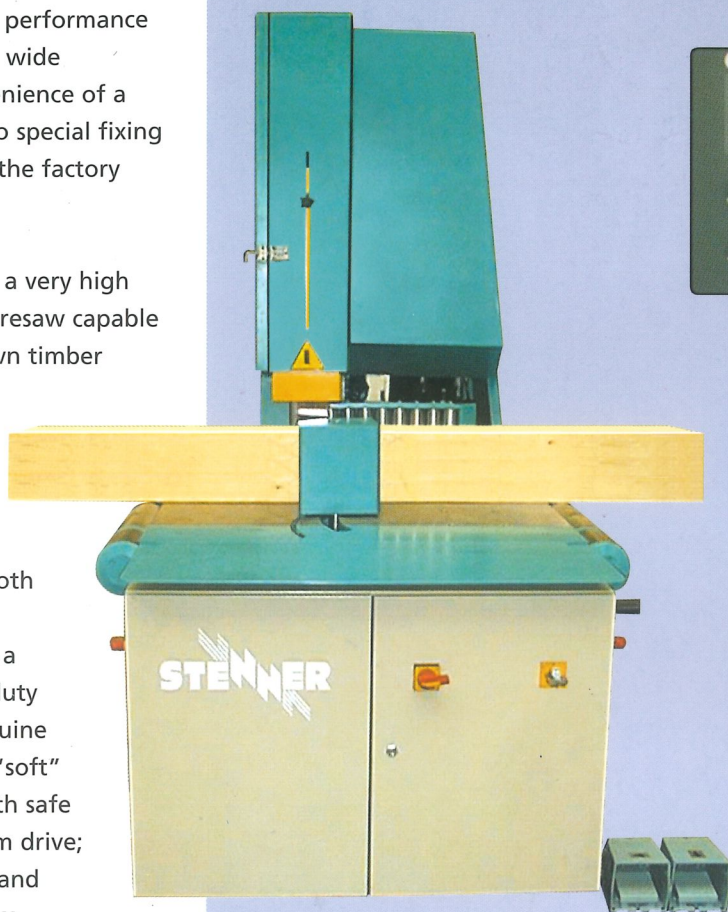 performance
wide
nience of a
o special fixing
the factory
a very high
resaw capable
wn timber
oth
a
luty
uine
"soft"
th safe
m drive;
and
STENNER